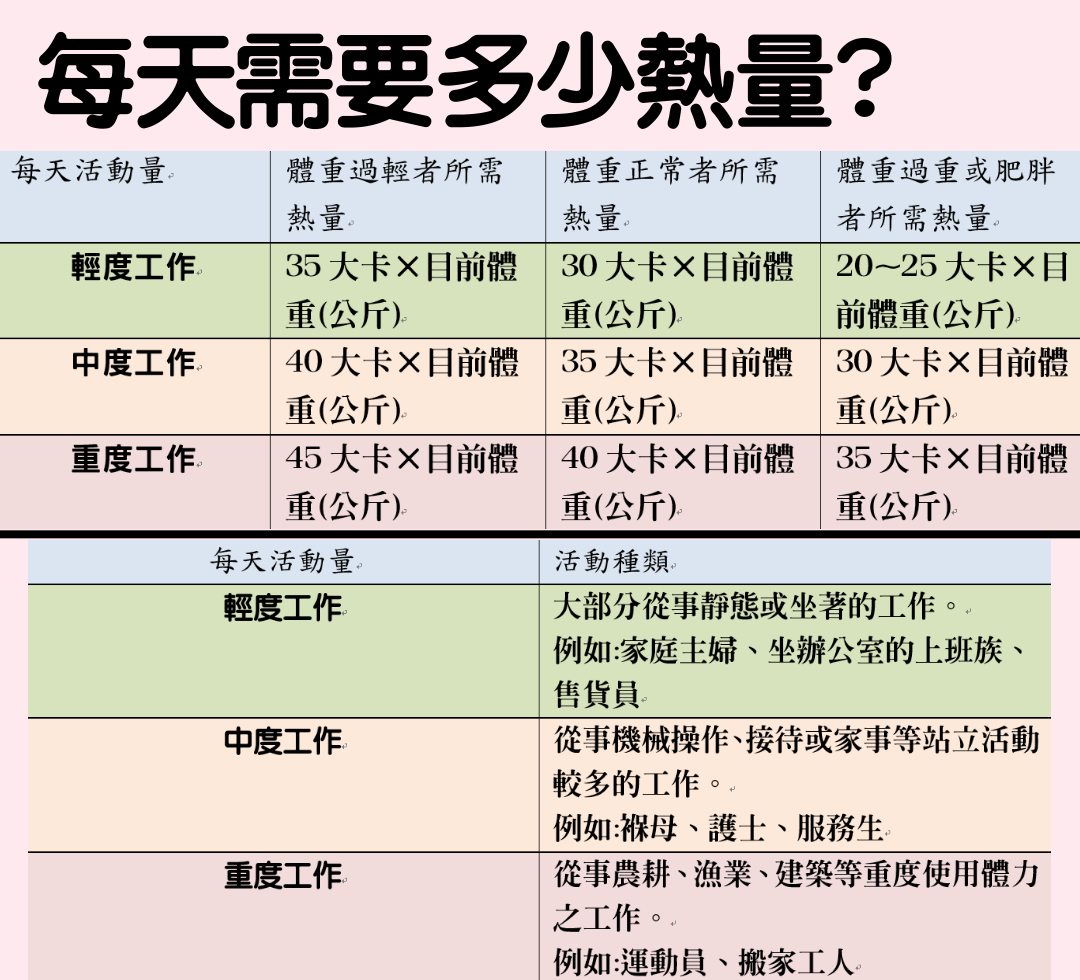 每天需要多少熱量?
每天活動量
體重過輕者所需
熱量
體重正常者所需
熱量
體重過重或肥胖
者所需熱量
輕度工作
35 大卡×目前體
重(公斤)
30 大卡×目前體
重(公斤)
20~25 大卡×目
前體重(公斤)
中度工作
40 大卡×目前體
重(公斤)
35 大卡×目前體
重(公斤)
30 大卡×目前體
重(公斤)
重度工作
45 大卡×目前體
重(公斤)
40 大卡×目前體
重(公斤)
35 大卡×目前體
重(公斤)
每天活動量
活動種類
輕度工作
大部分從事靜態或坐著的工作。
例如:家庭主婦、坐辦公室的上班族、
售貨員
中度工作
從事機械操作、接待或家事等站立活動
較多的工作。
例如:褓母、護士、服務生
重度工作
從事農耕、漁業、建築等重度使用體力
之工作。
例如:運動員、搬家工人